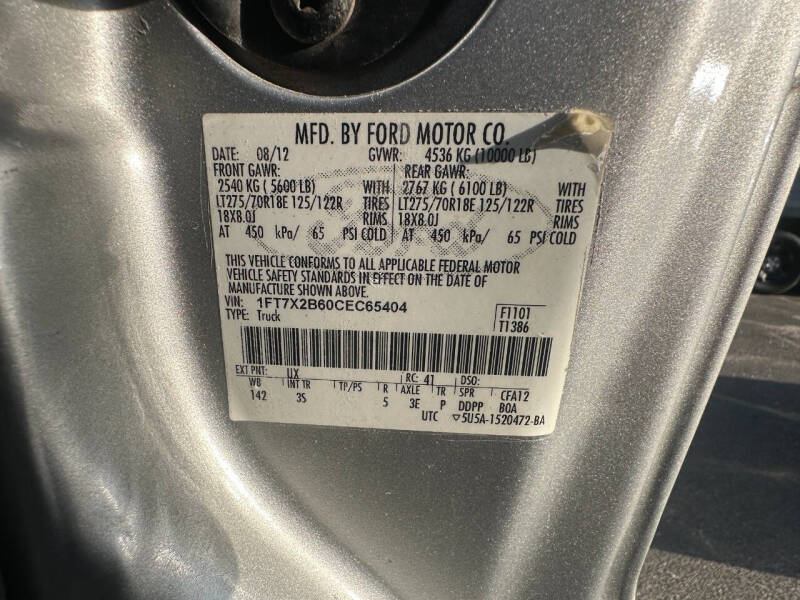 MFD. BY FORD MOTOR CO.
DATE: 08/12 GVWR: 4536 KG (10000 LB)
FRONT GAWR: REAR GAWR:
2540 KG ( 5600 LB) WITH 2767 KG ( 6100 LB) WITH
LT275/70R18E 125/122R TIRES LT275/70R18E 125/122R TIRES
18X8.0J RIMS 18X8.0J RIMS
AT 450 kPa/ 65 PSI COLD AT 450 kPa/ 65 PSI COLD
THIS VEHICLE CONFORMS TO ALL APPLICABLE FEDERAL MOTOR
VEHICLE SAFETY STANDARDS IN EFFECT ON THE DATE OF
MANUFACTURE SHOWN ABOVE.
VIN: 1FT7X2B60CEC65404 F1101
TYPE: Truck T1386
EXT PNT: UX RC: 41 DSO:
WB INT TR TP/PS R AXLE TR SPR CFA12
142 3S 5 3E P DDPP BOA
UTC ▽5U5A-1520472-BA